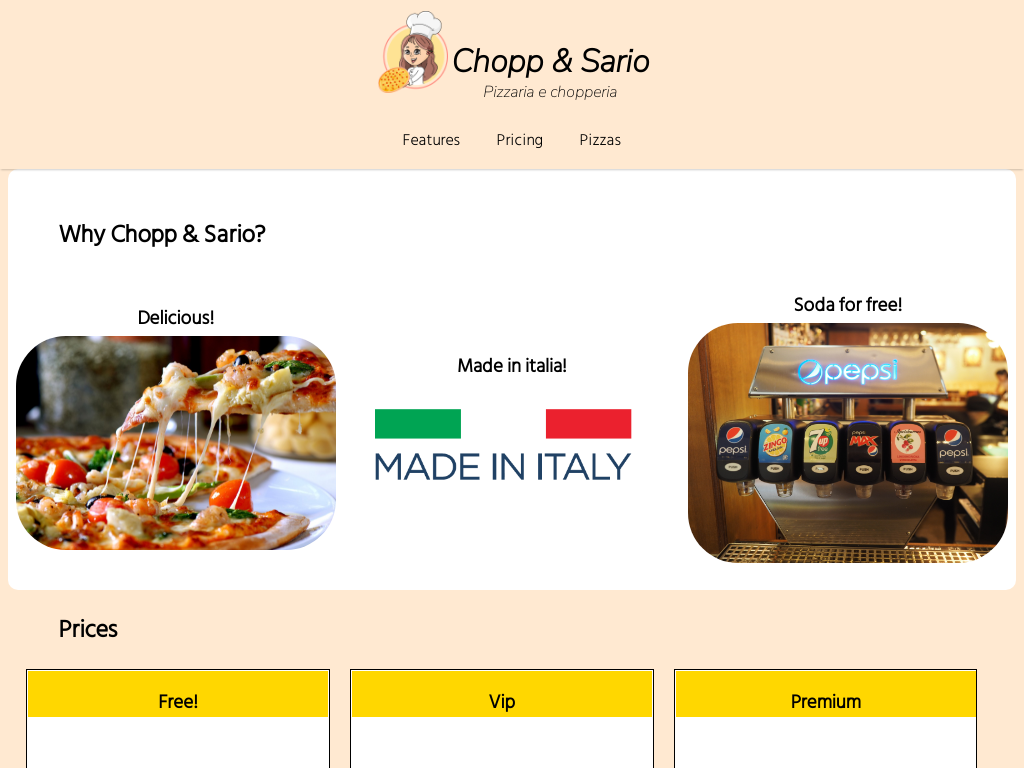 Chopp & Sario
Pizzaria e chopperia
Features Pricing Pizzas
Why Chopp & Sario?
Delicious!
Made in italia!
MADE IN ITALY
Soda for free!
pepsi
pepsi ZINGO 7up pepsi MAX pepsi
Prices
Free! Vip Premium